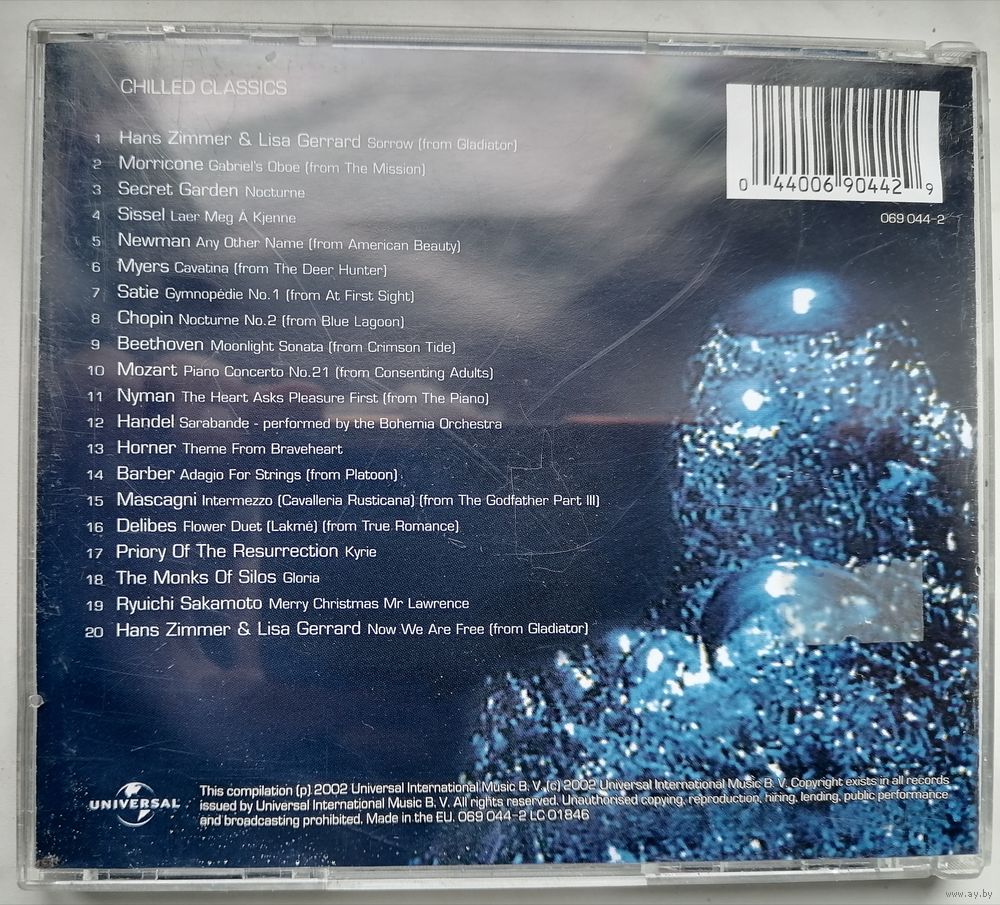 CHILLED CLASSICS
1 Hans Zimmer & Lisa Gerrard Sorrow (from Gladiator)
2 Morricone Gabriel's Oboe (from The Mission)
3 Secret Garden Nocturne
4 Sissel Laer Meg Å Kjenne
5 Newman Any Other Name (from American Beauty)
6 Myers Cavatina (from The Deer Hunter)
7 Satie Gymnopédie No.1 (from At First Sight)
8 Chopin Nocturne No.2 (from Blue Lagoon)
9 Beethoven Moonlight Sonata (from Crimson Tide)
10 Mozart Piano Concerto No.21 (from Consenting Adults)
11 Nyman The Heart Asks Pleasure First (from The Piano)
12 Handel Sarabande - performed by the Bohemia Orchestra
13 Horner Theme From Braveheart
14 Barber Adagio For Strings (from Platoon)
15 Mascagni Intermezzo (Cavalleria Rusticana) (from The Godfather Part III)
16 Delibes Flower Duet (Lakmé) (from True Romance)
17 Priory Of The Resurrection Kyrie
18 The Monks Of Silos Gloria
19 Ryuichi Sakamoto Merry Christmas Mr Lawrence
20 Hans Zimmer & Lisa Gerrard Now We Are Free (from Gladiator)
0 44006 90442 9
069 044-2
UNIVERSAL
This compilation (p) 2002 Universal International Music B. V. (c) 2002 Universal International Music B. V. Copyright exists in all records
issued by Universal International Music B. V. All rights reserved. Unauthorised copying, reproduction, hiring, lending, public performance
and broadcasting prohibited. Made in the EU. 069 044-2 LC 01846
www.ay.by